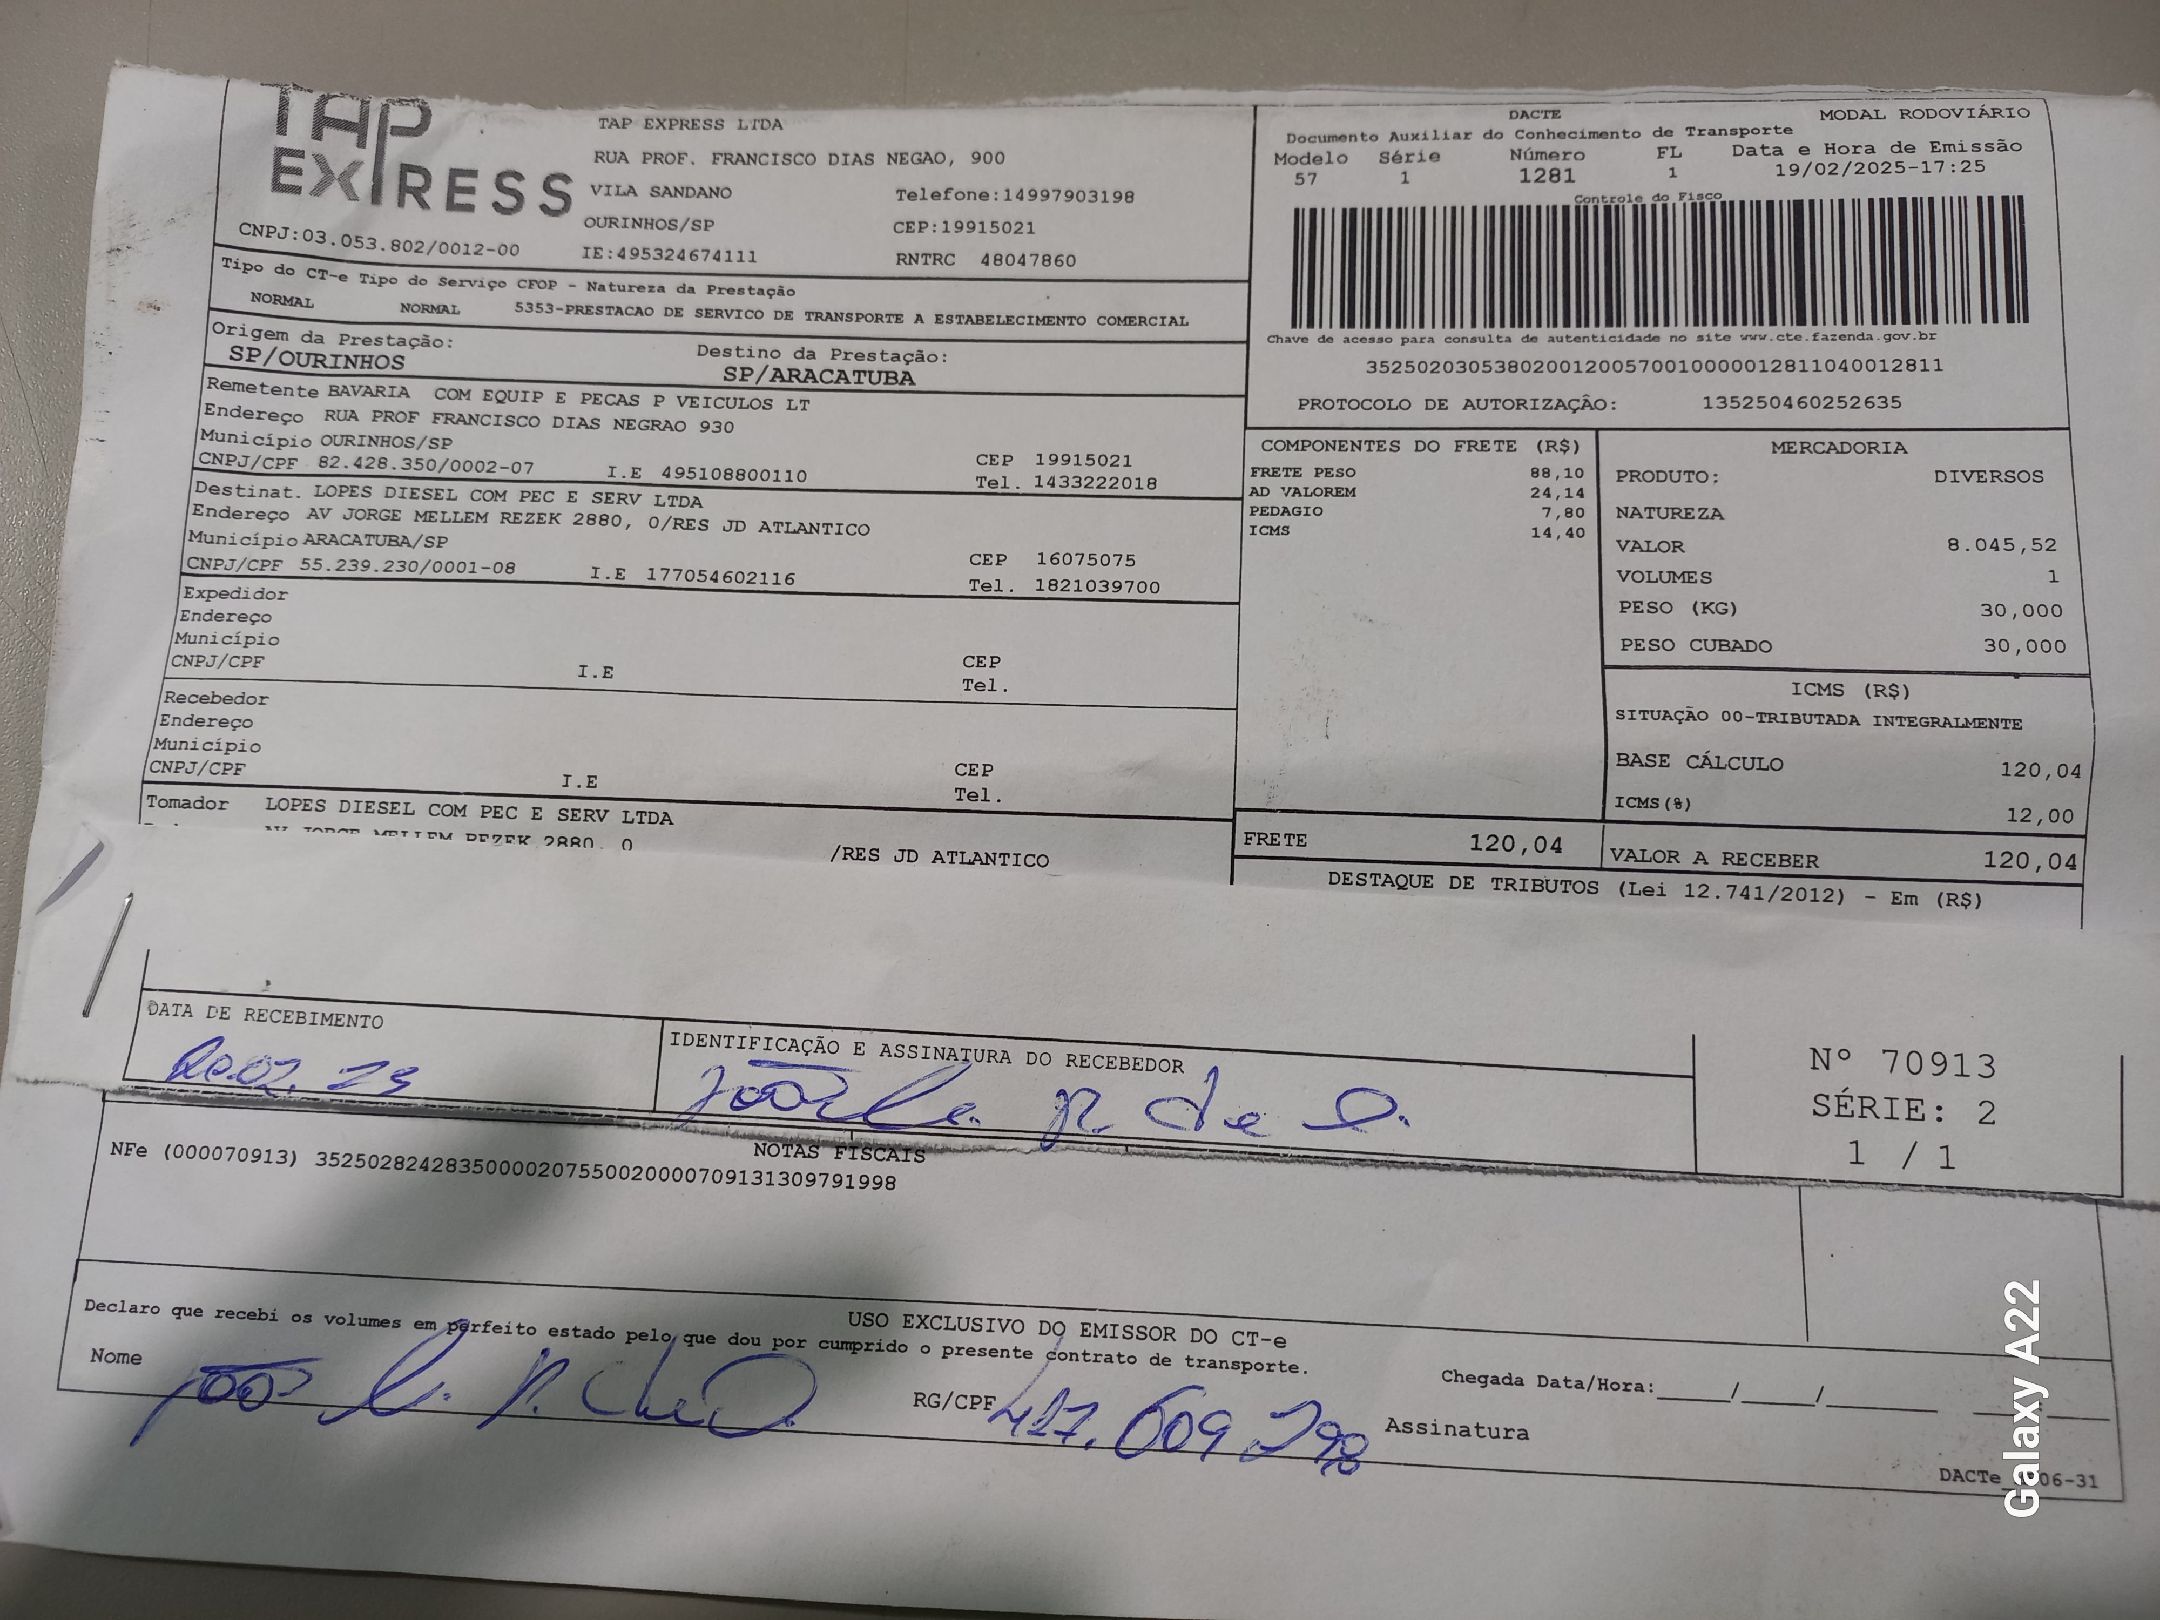 TAP
EXPRESS
TAP EXPRESS LTDA
RUA PROF. FRANCISCO DIAS NEGAO, 900
VILA SANDANO Telefone:14997903198
OURINHOS/SP CEP:19915021
CNPJ:03.053.802/0012-00 IE:495324674111 RNTRC 48047860
Tipo do CT-e Tipo do Serviço CFOP - Natureza da Prestação
NORMAL NORMAL 5353-PRESTACAO DE SERVICO DE TRANSPORTE A ESTABELECIMENTO COMERCIAL
Origem da Prestação: Destino da Prestação:
SP/OURINHOS SP/ARACATUBA
Remetente BAVARIA COM EQUIP E PECAS P VEICULOS LT
Endereço RUA PROF FRANCISCO DIAS NEGRAO 930
Município OURINHOS/SP CEP 19915021
CNPJ/CPF 82.428.350/0002-07 I.E 495108800110 Tel. 1433222018
Destinat. LOPES DIESEL COM PEC E SERV LTDA
Endereço AV JORGE MELLEM REZEK 2880, 0/RES JD ATLANTICO
Município ARACATUBA/SP CEP 16075075
CNPJ/CPF 55.239.230/0001-08 I.E 177054602116 Tel. 1821039700
Expedidor
Endereço
Município CEP
CNPJ/CPF I.E Tel.
Recebedor
Endereço
Município CEP
CNPJ/CPF I.E Tel.
Tomador LOPES DIESEL COM PEC E SERV LTDA
AV JORGE MELLEM REZEK 2880, 0 /RES JD ATLANTICO
DACTE MODAL RODOVIÁRIO
Documento Auxiliar do Conhecimento de Transporte
Modelo Série Número FL Data e Hora de Emissão
57 1 1281 1 19/02/2025-17:25
Controle do Fisco
Chave de acesso para consulta de autenticidade no site www.cte.fazenda.gov.br
35250203053802001200570010000012811040012811
PROTOCOLO DE AUTORIZAÇÃO: 135250460252635
COMPONENTES DO FRETE (R$)
FRETE PESO 88,10
AD VALOREM 24,14
PEDAGIO 7,80
ICMS 14,40
MERCADORIA
PRODUTO: DIVERSOS
NATUREZA
VALOR 8.045,52
VOLUMES 1
PESO (KG) 30,000
PESO CUBADO 30,000
ICMS (R$)
SITUAÇÃO 00-TRIBUTADA INTEGRALMENTE
BASE CÁLCULO 120,04
ICMS(%) 12,00
FRETE 120,04 VALOR A RECEBER 120,04
DESTAQUE DE TRIBUTOS (Lei 12.741/2012) - Em (R$)
DATA DE RECEBIMENTO IDENTIFICAÇÃO E ASSINATURA DO RECEBEDOR
João
Nº 70913
SÉRIE: 2
1 / 1
NOTAS FISCAIS
NFe (000070913) 35250282428350000207550020000709131309791998
USO EXCLUSIVO DO EMISSOR DO CT-e
Declaro que recebi os volumes em perfeito estado pelo que dou por cumprido o presente contrato de transporte.
Nome João RG/CPF Chegada Data/Hora:_____/____/______ ___:____
Assinatura
Galaxy A22